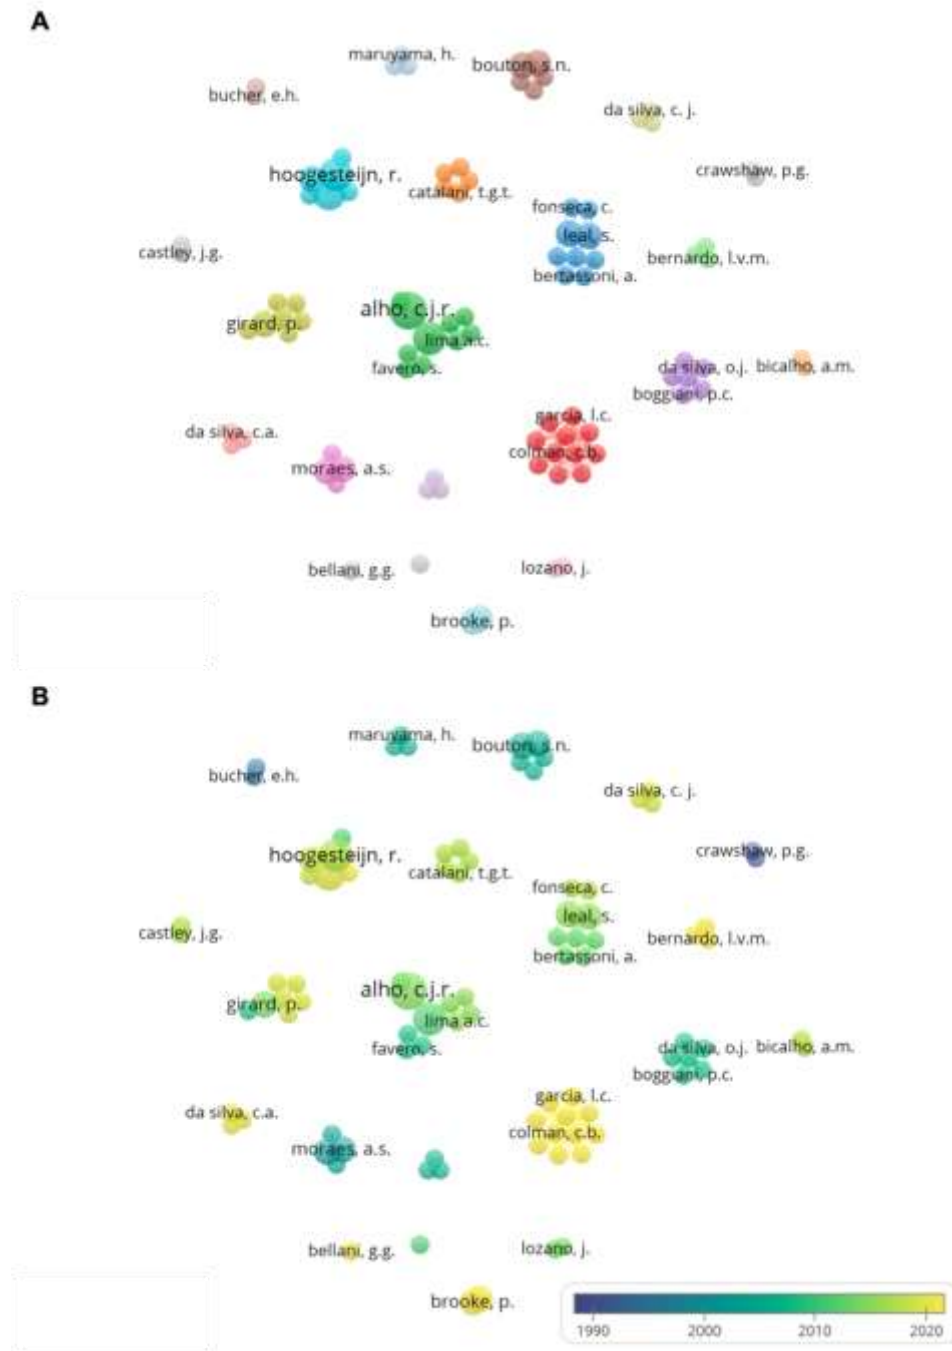 A
maruyama, h.
bouton, s.n.
bucher, e.h.
da silva, c. j.
crawshaw, p.g.
hoogesteijn, r.
catalani, t.g.t.
fonseca, c.
leal, s.
castley, j.g.
bernardo, l.v.m.
bertassoni, a.
alho, c.j.r.
girard, p.
lima a.c.
favero, s.
da silva, o.j.
bicalho, a.m.
boggiani, p.c.
garcia, l.c.
da silva, c.a.
colman, c.b.
moraes, a.s.
bellani, g.g.
lozano, j.
brooke, p.
B
maruyama, h.
bouton, s.n.
bucher, e.h.
da silva, c. j.
crawshaw, p.g.
hoogesteijn, r.
catalani, t.g.t.
fonseca, c.
leal, s.
castley, j.g.
bernardo, l.v.m.
bertassoni, a.
alho, c.j.r.
girard, p.
lima a.c.
favero, s.
da silva, o.j.
bicalho, a.m.
boggiani, p.c.
garcia, l.c.
da silva, c.a.
colman, c.b.
moraes, a.s.
bellani, g.g.
lozano, j.
brooke, p.
1990 2000 2010 2020